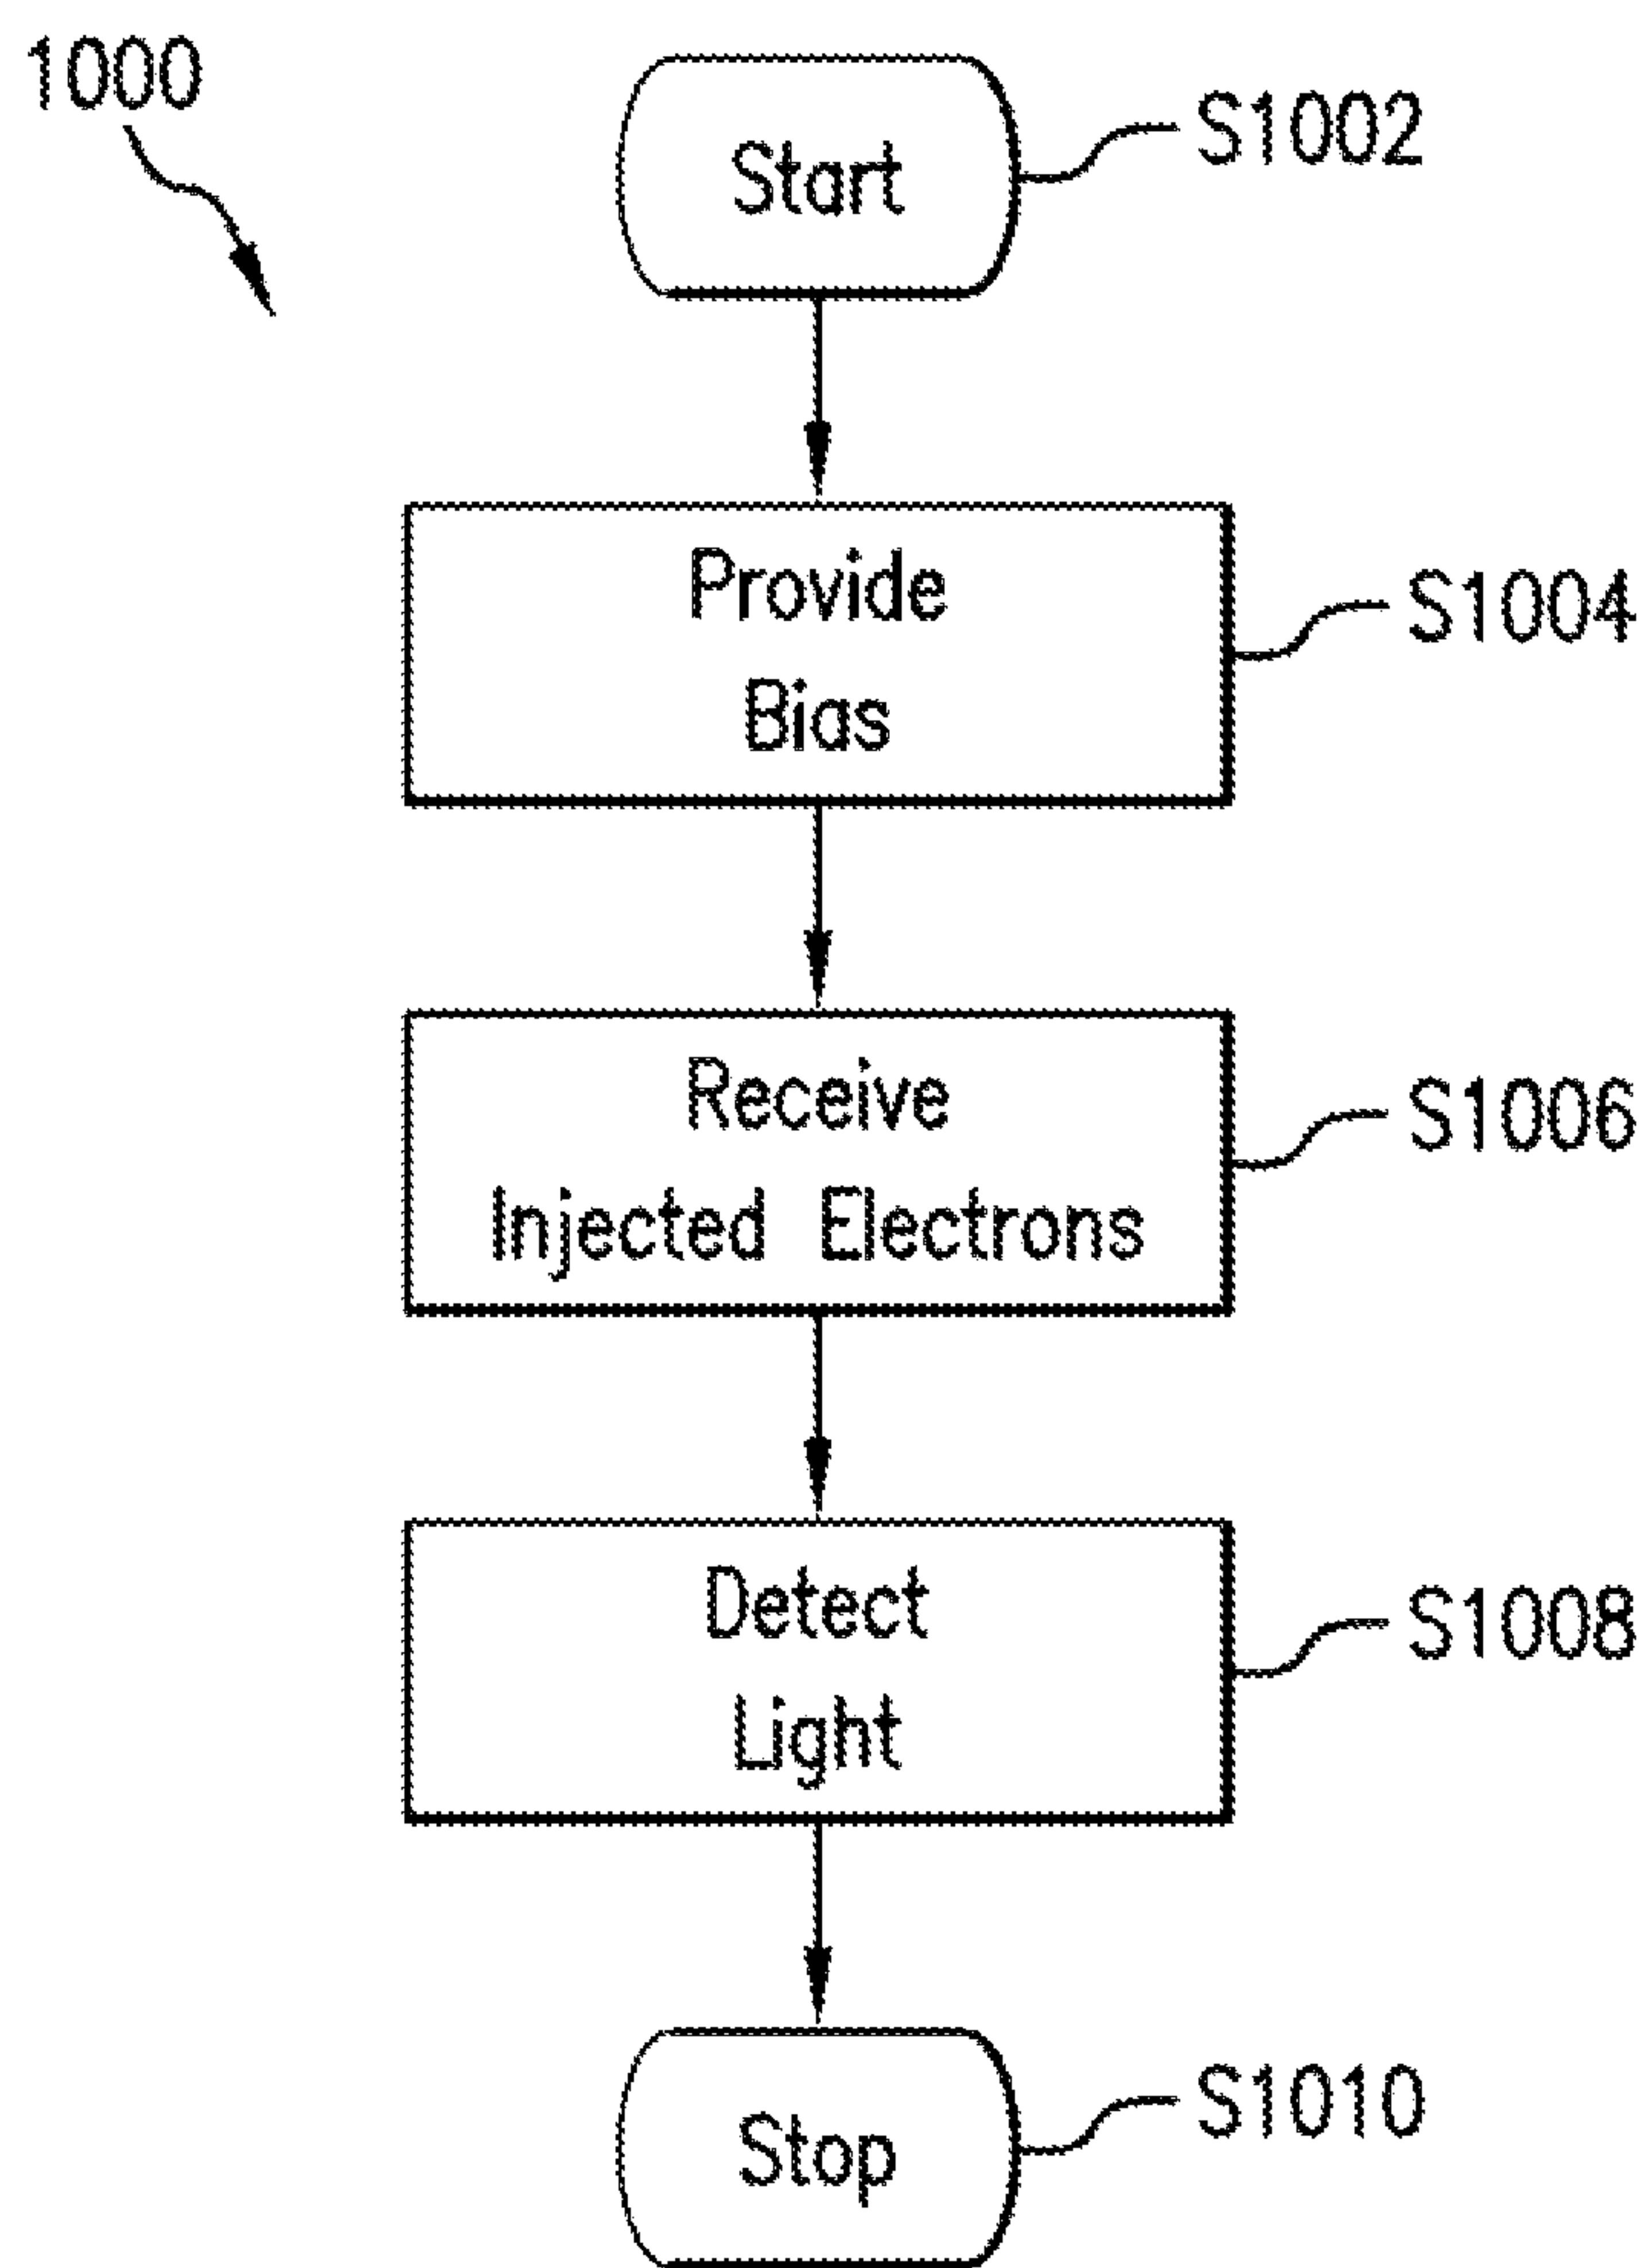 1000
Start
S1002
Provide
Bias
S1004
Receive
Injected Electrons
S1006
Detect
Light
S1008
Stop
S1010